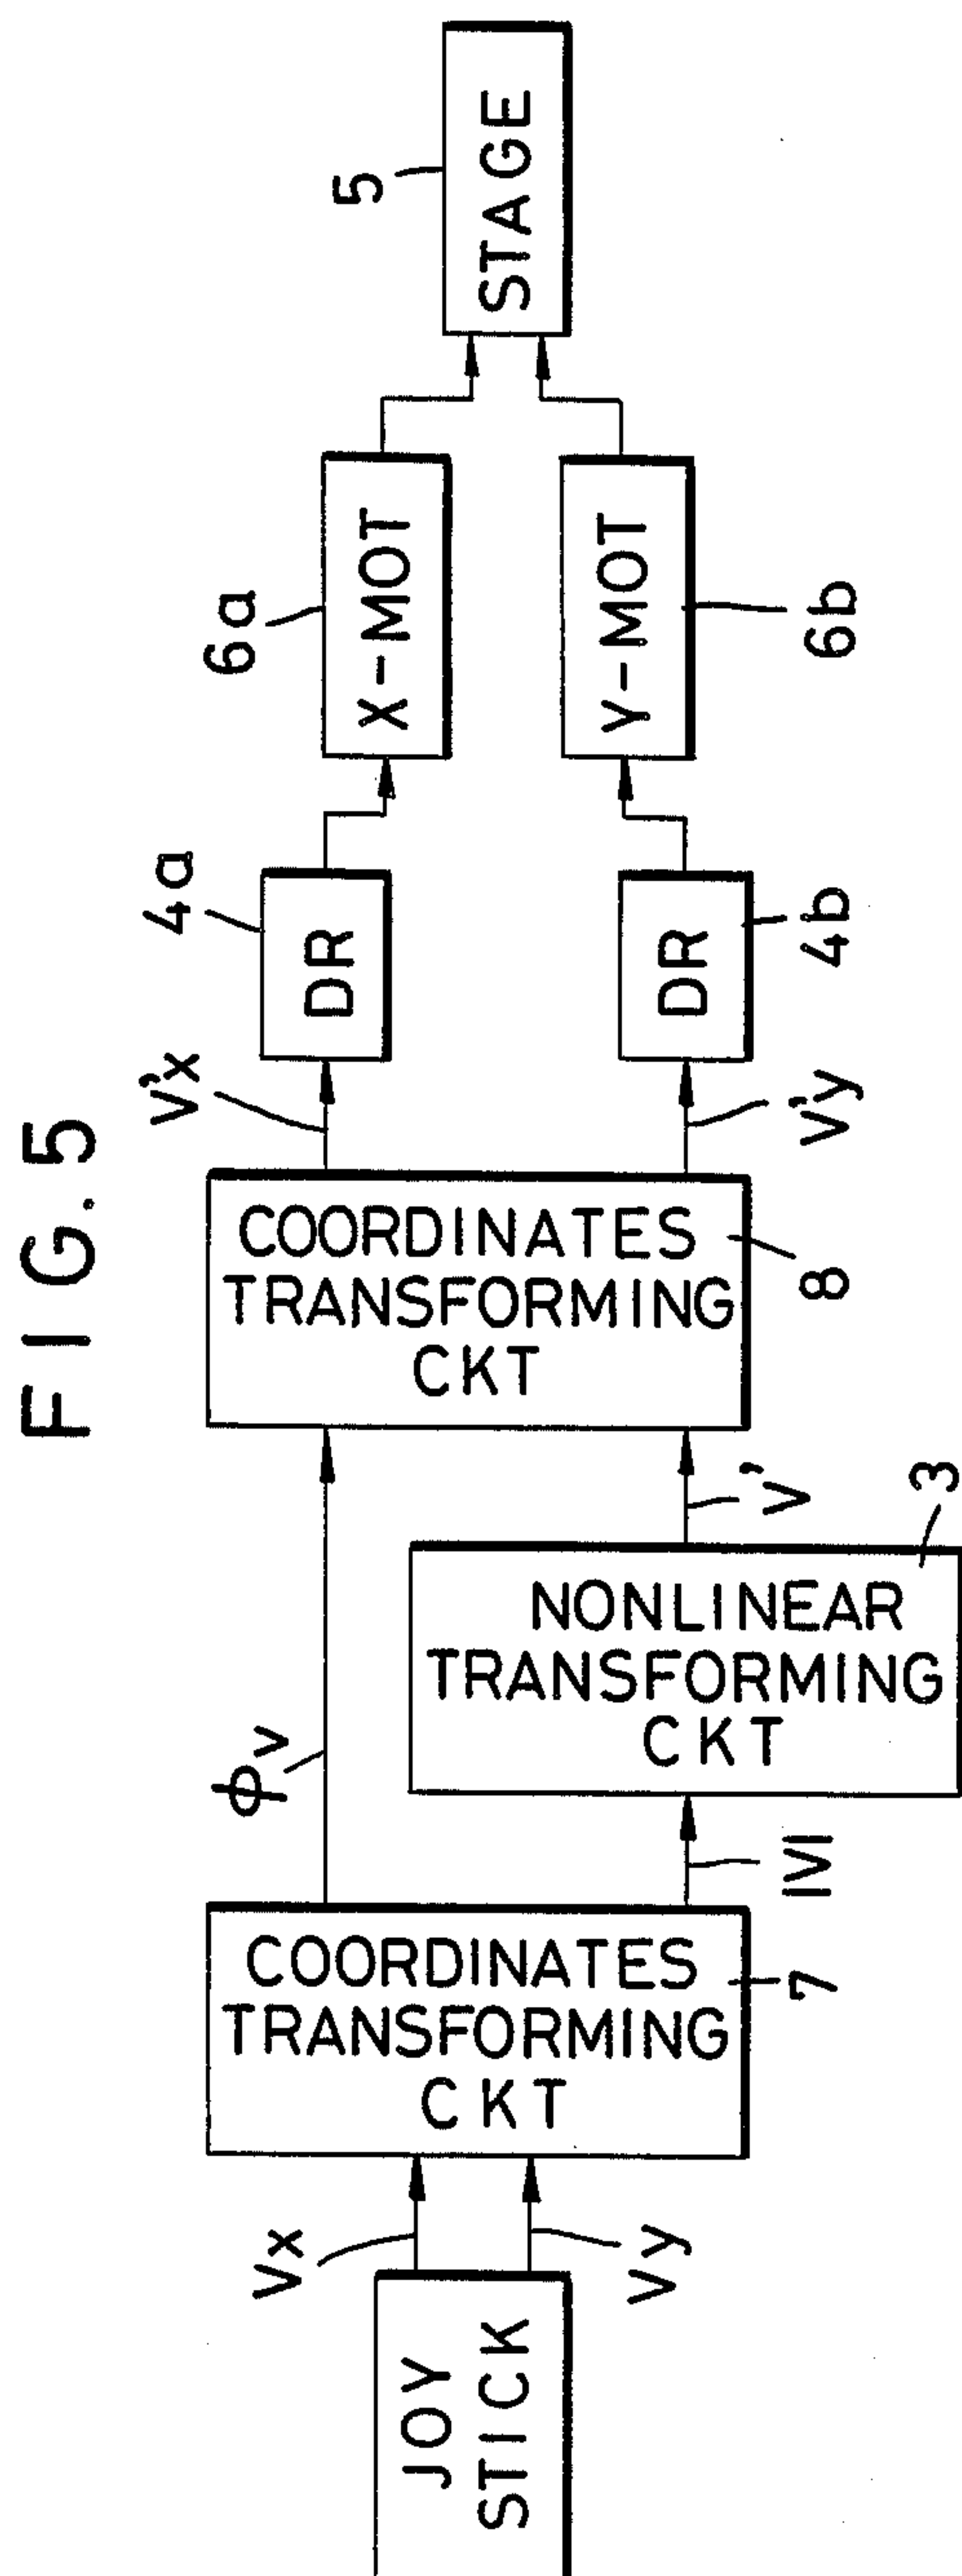 FIG. 5
JOY
STICK
Vx
Vy
COORDINATES
TRANSFORMING
CKT
7
ϕv
|V|
NONLINEAR
TRANSFORMING
CKT
3
V'
COORDINATES
TRANSFORMING
CKT
8
V'x
V'y
DR
4a
DR
4b
X-MOT
6a
Y-MOT
6b
STAGE
5